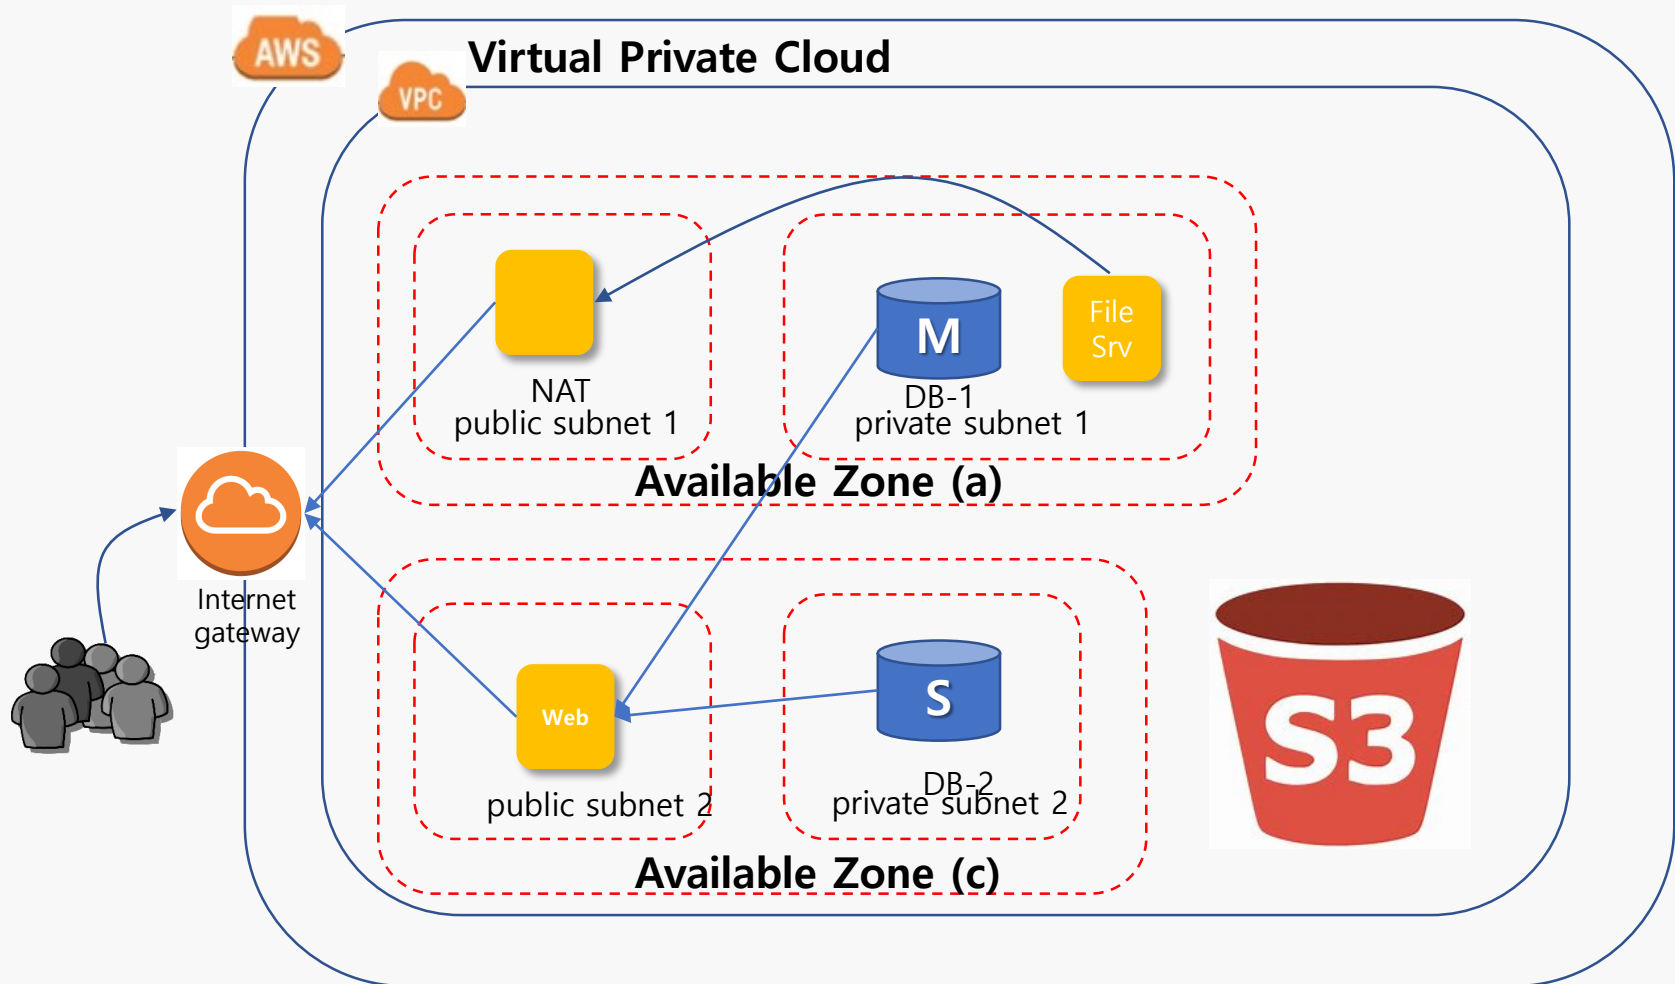 AWS
Virtual Private Cloud
VPC
File
Srv
M
NAT
DB-1
public subnet 1
private subnet 1
Available Zone (a)
Internet
gateway
Web
S
S3
DB-2
public subnet 2
private subnet 2
Available Zone (c)